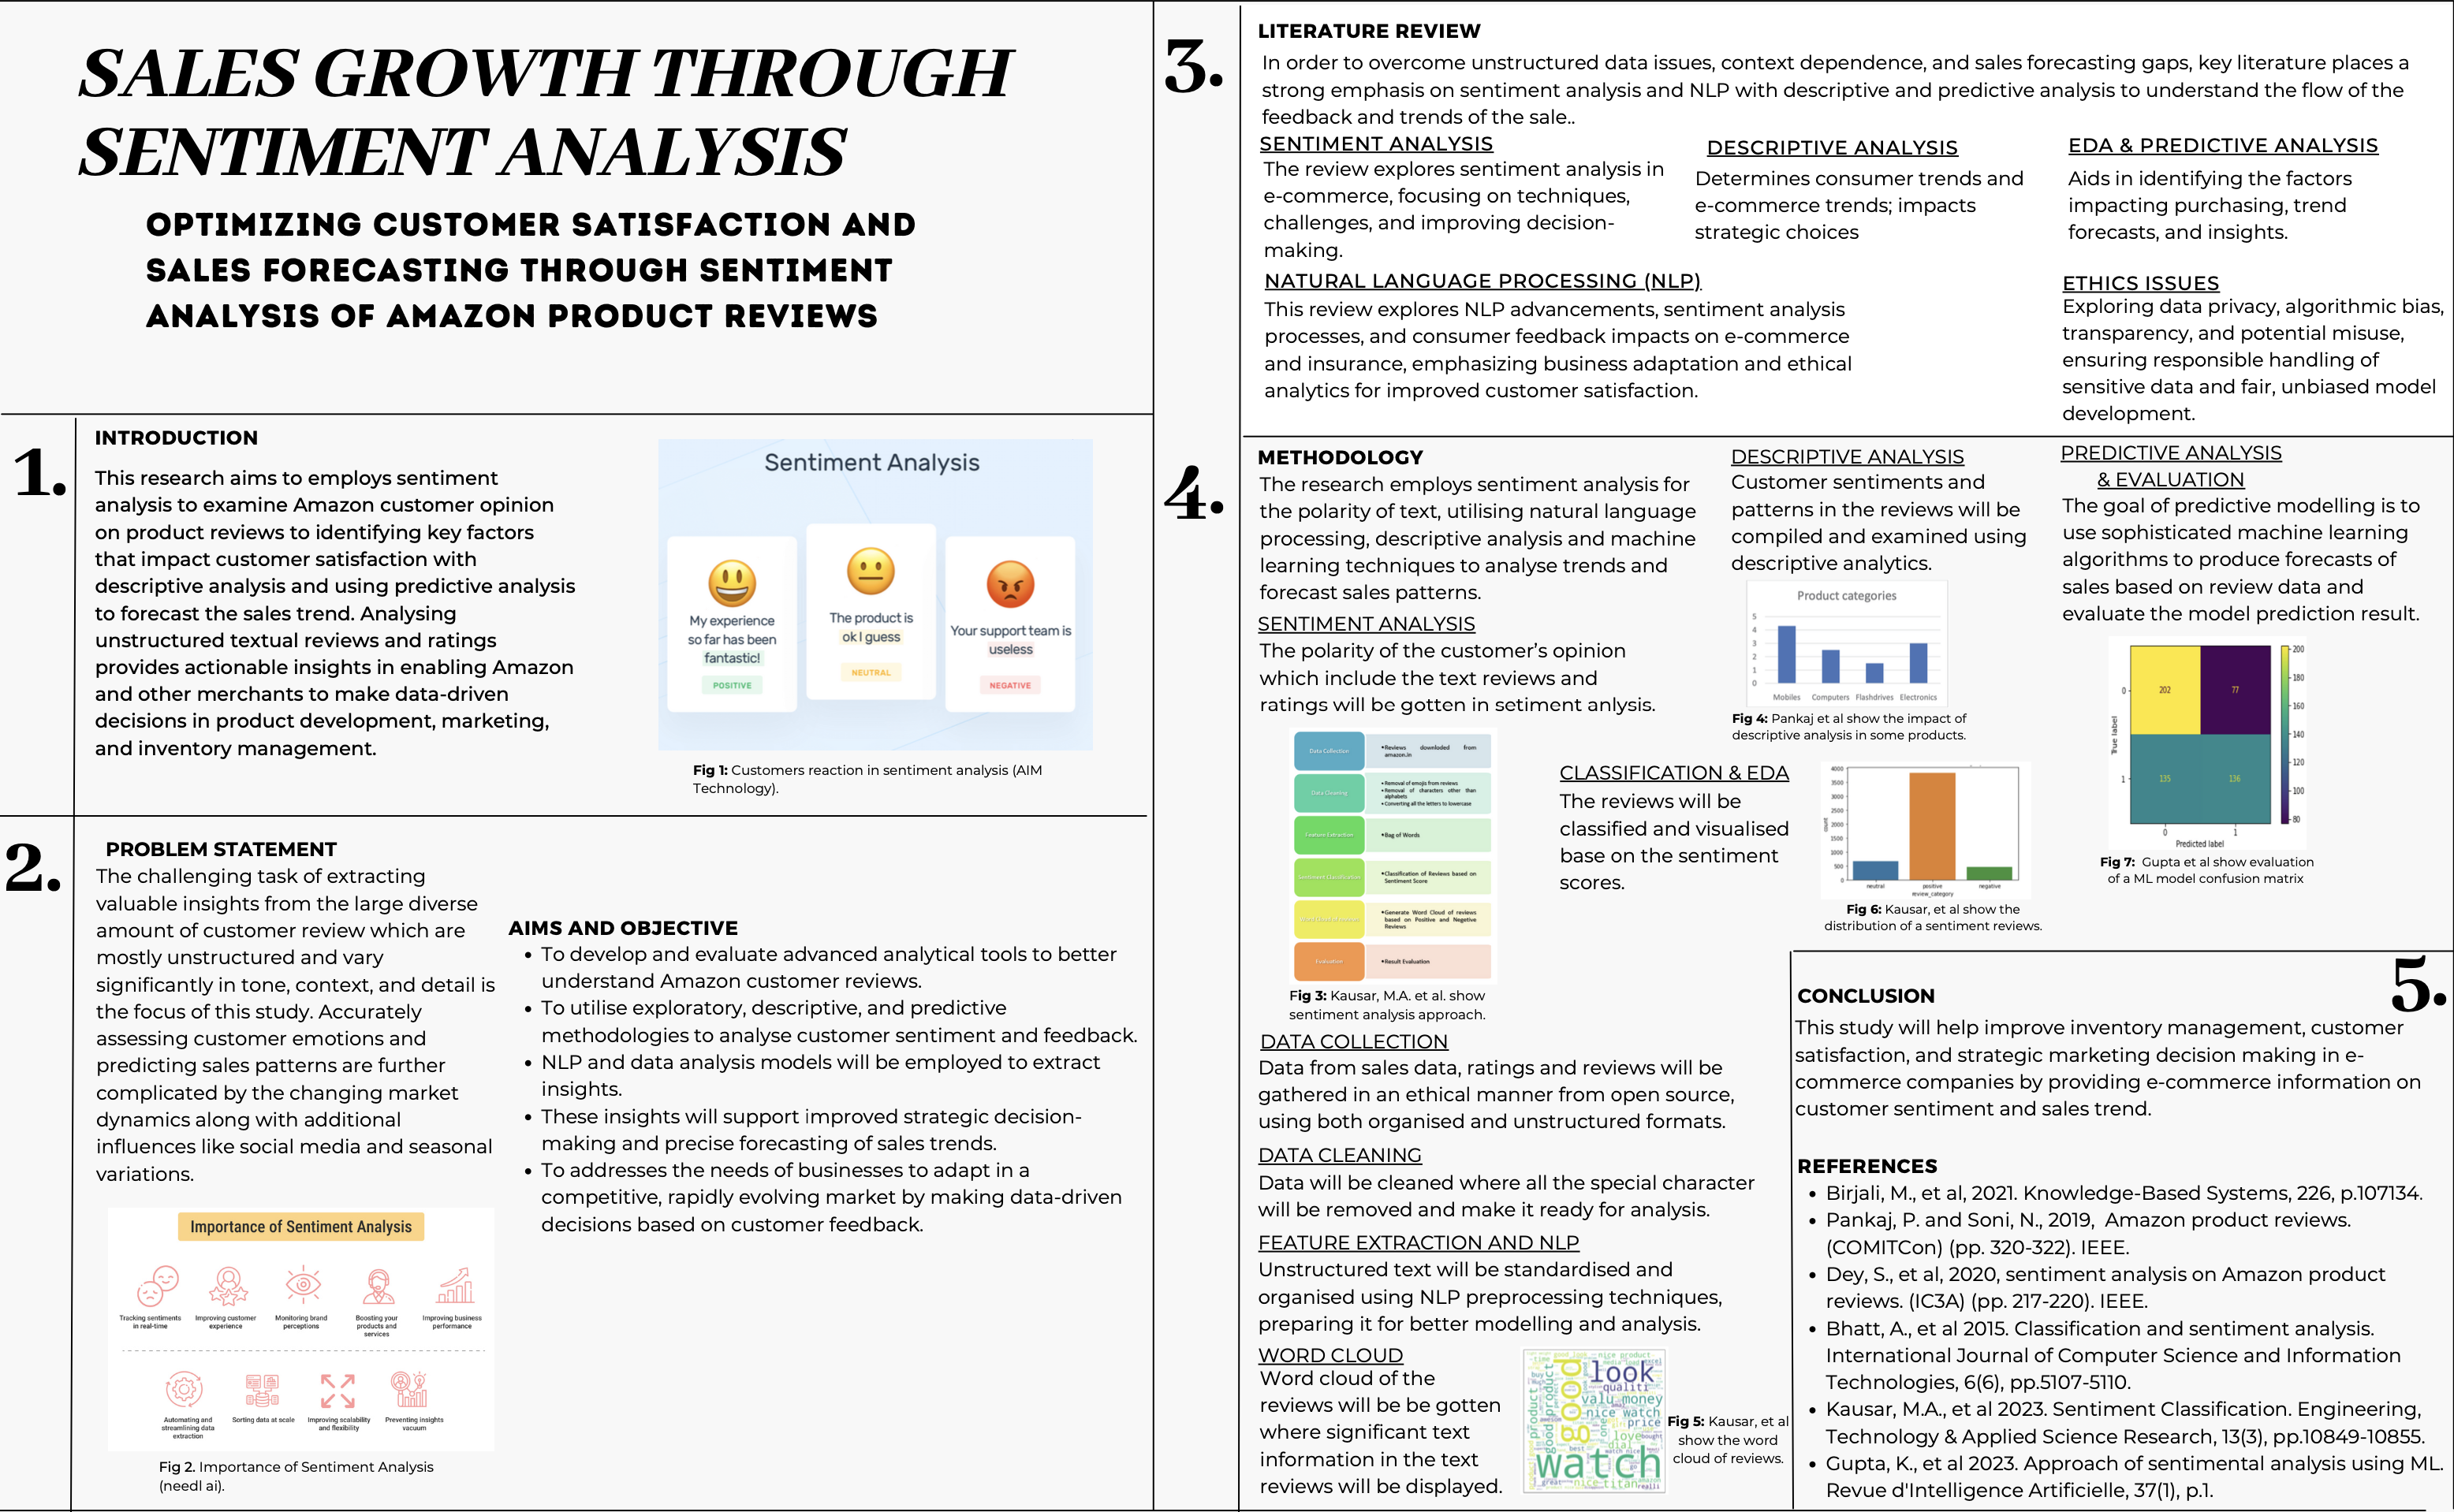 SALES GROWTH THROUGH
SENTIMENT ANALYSIS
OPTIMIZING CUSTOMER SATISFACTION AND
SALES FORECASTING THROUGH SENTIMENT
ANALYSIS OF AMAZON PRODUCT REVIEWS
1.
INTRODUCTION
This research aims to employs sentiment
analysis to examine Amazon customer opinion
on product reviews to identifying key factors
that impact customer satisfaction with
descriptive analysis and using predictive analysis
to forecast the sales trend. Analysing
unstructured textual reviews and ratings
provides actionable insights in enabling Amazon
and other merchants to make data-driven
decisions in product development, marketing,
and inventory management.
Sentiment Analysis
My experience
so far has been
fantastic!
POSITIVE
The product is
ok I guess
NEUTRAL
Your support team is
useless
NEGATIVE
Fig 1: Customers reaction in sentiment analysis (AIM
Technology).
2.
PROBLEM STATEMENT
The challenging task of extracting
valuable insights from the large diverse
amount of customer review which are
mostly unstructured and vary
significantly in tone, context, and detail is
the focus of this study. Accurately
assessing customer emotions and
predicting sales patterns are further
complicated by the changing market
dynamics along with additional
influences like social media and seasonal
variations.
Importance of Sentiment Analysis
Tracking sentiments
in real-time
Improving customer
experience
Monitoring brand
perceptions
Boosting your
products and
services
Improving business
performance
Automating and
streamlining data
extraction
Sorting data at scale
Improving scalability
and flexibility
Preventing insights
vacuum
Fig 2. Importance of Sentiment Analysis
(needl ai).
AIMS AND OBJECTIVE
• To develop and evaluate advanced analytical tools to better
understand Amazon customer reviews.
• To utilise exploratory, descriptive, and predictive
methodologies to analyse customer sentiment and feedback.
• NLP and data analysis models will be employed to extract
insights.
• These insights will support improved strategic decision-
making and precise forecasting of sales trends.
• To addresses the needs of businesses to adapt in a
competitive, rapidly evolving market by making data-driven
decisions based on customer feedback.
3.
LITERATURE REVIEW
In order to overcome unstructured data issues, context dependence, and sales forecasting gaps, key literature places a
strong emphasis on sentiment analysis and NLP with descriptive and predictive analysis to understand the flow of the
feedback and trends of the sale..
SENTIMENT ANALYSIS
The review explores sentiment analysis in
e-commerce, focusing on techniques,
challenges, and improving decision-
making.
DESCRIPTIVE ANALYSIS
Determines consumer trends and
e-commerce trends; impacts
strategic choices
EDA & PREDICTIVE ANALYSIS
Aids in identifying the factors
impacting purchasing, trend
forecasts, and insights.
NATURAL LANGUAGE PROCESSING (NLP)
This review explores NLP advancements, sentiment analysis
processes, and consumer feedback impacts on e-commerce
and insurance, emphasizing business adaptation and ethical
analytics for improved customer satisfaction.
ETHICS ISSUES
Exploring data privacy, algorithmic bias,
transparency, and potential misuse,
ensuring responsible handling of
sensitive data and fair, unbiased model
development.
4.
METHODOLOGY
The research employs sentiment analysis for
the polarity of text, utilising natural language
processing, descriptive analysis and machine
learning techniques to analyse trends and
forecast sales patterns.
SENTIMENT ANALYSIS
The polarity of the customer's opinion
which include the text reviews and
ratings will be gotten in setiment anlysis.
Data Collection
•Reviews downloded from
amazon.in
Data Cleaning
•Removal of emojis from reviews
•Removal of characters other than
alphabets
•Converting all the letters to lowercase
Feature Extraction
•Bag of Words
Sentiment Classification
•Classification of Reviews based on
Sentiment Score
Word Cloud of reviews
•Generate Word Cloud of reviews
based on Positive and Negetive
Reviews
Evaluation
•Result Evaluation
Fig 3: Kausar, M.A. et al. show
sentiment analysis approach.
DATA COLLECTION
Data from sales data, ratings and reviews will be
gathered in an ethical manner from open source,
using both organised and unstructured formats.
DATA CLEANING
Data will be cleaned where all the special character
will be removed and make it ready for analysis.
FEATURE EXTRACTION AND NLP
Unstructured text will be standardised and
organised using NLP preprocessing techniques,
preparing it for better modelling and analysis.
WORD CLOUD
Word cloud of the
reviews will be be gotten
where significant text
information in the text
reviews will be displayed.
nice product
look
qualiti
good
product
good product
valu money
nice watch
price
love
dial
watch
great
nice
titan
Fig 5: Kausar, et al
show the word
cloud of reviews.
DESCRIPTIVE ANALYSIS
Customer sentiments and
patterns in the reviews will be
compiled and examined using
descriptive analytics.
Product categories
5
4
3
2
1
0
Mobiles Computers Flashdrives Electronics
Fig 4: Pankaj et al show the impact of
descriptive analysis in some products.
CLASSIFICATION & EDA
The reviews will be
classified and visualised
base on the sentiment
scores.
4000
3500
3000
2500
2000
1500
1000
500
0
count
neutral positive negative
review_category
Fig 6: Kausar, et al show the
distribution of a sentiment reviews.
PREDICTIVE ANALYSIS
& EVALUATION
The goal of predictive modelling is to
use sophisticated machine learning
algorithms to produce forecasts of
sales based on review data and
evaluate the model prediction result.
True label
0
1
202 77
135 136
0 1
Predicted label
200
180
160
140
120
100
80
Fig 7: Gupta et al show evaluation
of a ML model confusion matrix
5.
CONCLUSION
This study will help improve inventory management, customer
satisfaction, and strategic marketing decision making in e-
commerce companies by providing e-commerce information on
customer sentiment and sales trend.
REFERENCES
• Birjali, M., et al, 2021. Knowledge-Based Systems, 226, p.107134.
• Pankaj, P. and Soni, N., 2019, Amazon product reviews.
(COMITCon) (pp. 320-322). IEEE.
• Dey, S., et al, 2020, sentiment analysis on Amazon product
reviews. (IC3A) (pp. 217-220). IEEE.
• Bhatt, A., et al 2015. Classification and sentiment analysis.
International Journal of Computer Science and Information
Technologies, 6(6), pp.5107-5110.
• Kausar, M.A., et al 2023. Sentiment Classification. Engineering,
Technology & Applied Science Research, 13(3), pp.10849-10855.
• Gupta, K., et al 2023. Approach of sentimental analysis using ML.
Revue d'Intelligence Artificielle, 37(1), p.1.